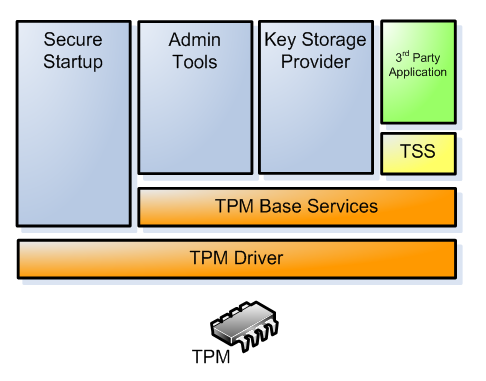 Secure
Startup
Admin
Tools
Key Storage
Provider
3rd Party
Application
TSS
TPM Base Services
TPM Driver
TPM